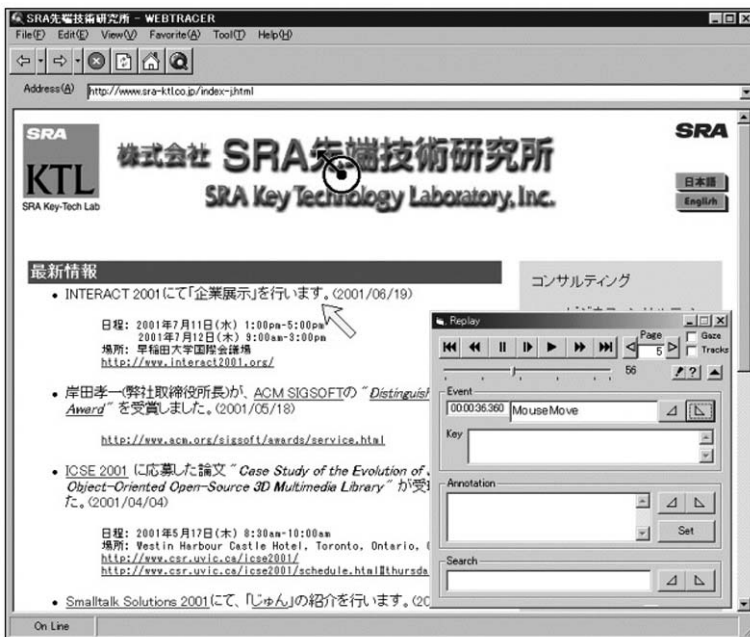 SRA先端技術研究所 - WEBTRACER
File(F) Edit(E) View(V) Favorite(A) Tool(T) Help(H)
Address(A) http://www.sra-ktl.co.jp/index-j.html
SRA
KTL
SRA Key-Tech Lab
株式会社 SRA先端技術研究所
SRA Key Technology Laboratory, Inc.
SRA
日本語
English
最新情報
• INTERACT 2001にて「企業展示」を行います。(2001/06/19)
日程: 2001年7月11日(水) 1:00pm-5:00pm
2001年7月12日(木) 9:00am-3:00pm
場所: 早稲田大学国際会議場
http://www.interact2001.org/
• 岸田孝一(弊社取締役所長)が、ACM SIGSOFTの "Distinguish
Award" を受賞しました。(2001/05/18)
http://www.acm.org/sigsoft/awards/service.html
• ICSE 2001 に応募した論文 "Case Study of the Evolution of
Object-Oriented Open-Source 3D Multimedia Library" が受
た。(2001/04/04)
日程: 2001年5月17日(木) 8:30am-10:00am
場所: Westin Harbour Castle Hotel, Toronto, Ontario,
http://www.csr.uvic.ca/icse2001/
http://www.csr.uvic.ca/icse2001/schedule.html#thursda
• Smalltalk Solutions 2001にて、「じゅん」の紹介を行います。(20
コンサルティング
Replay
Page
5
Gaze
Tracks
56
?
Event
00:00:36.360 MouseMove
Key
Annotation
Set
Search
On Line